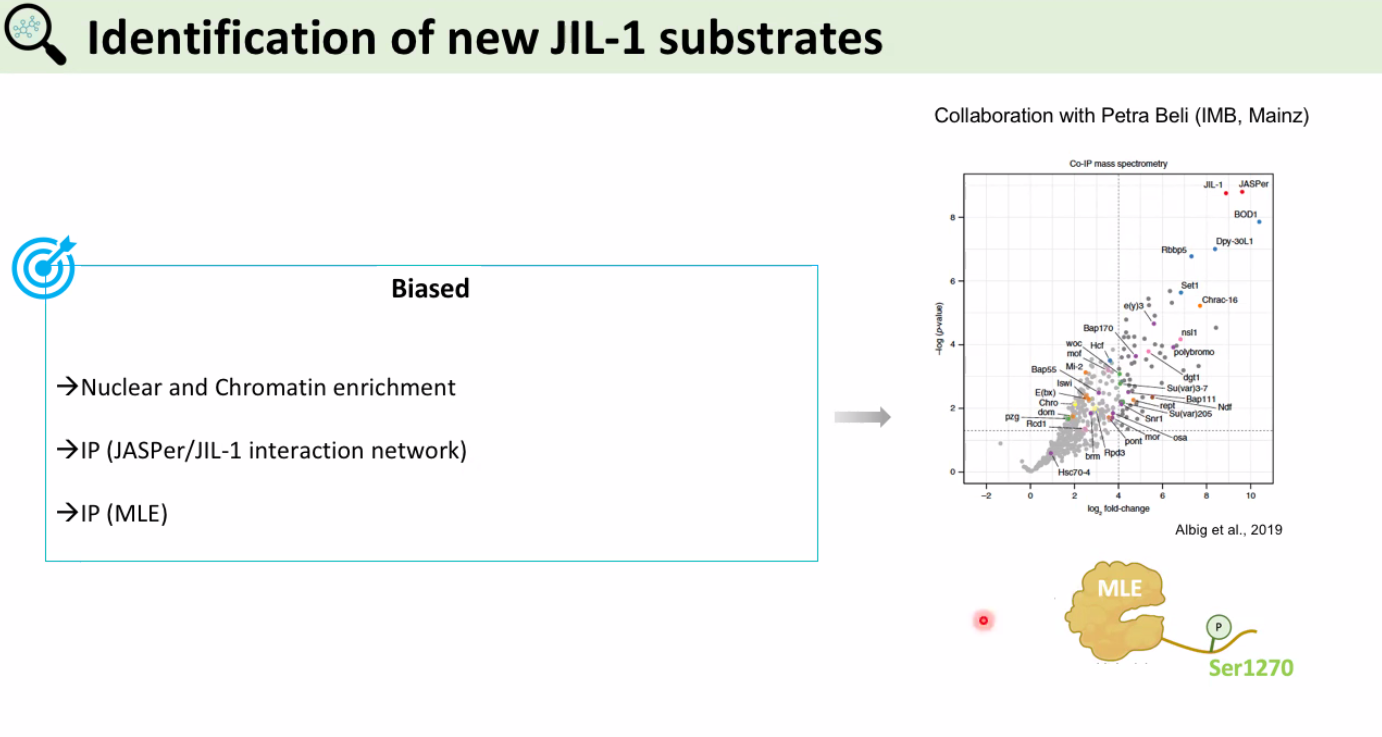 Identification of new JIL-1 substrates
Collaboration with Petra Beli (IMB, Mainz)
Biased
→Nuclear and Chromatin enrichment
→IP (JASPer/JIL-1 interaction network)
→IP (MLE)
Co-IP mass spectrometry
−log (p-value)
8
6
4
2
0
JIL-1
JASPer
BOD1
Dpy-30L1
Rbbp5
Set1
Chrac-16
e(y)3
Bap170
nsl1
woc
Hcf
polybromo
mof
Mi-2
dgt1
Bap55
Iswi
Su(var)3-7
E(bx)
Bap111
Chro
rept
Ndf
dom
Su(var)205
pzg
Snr1
Rcd1
mor
osa
pont
brm
Rpd3
Hsc70-4
−2 0 2 4 6 8 10
log2 fold-change
Albig et al., 2019
MLE
P
Ser1270